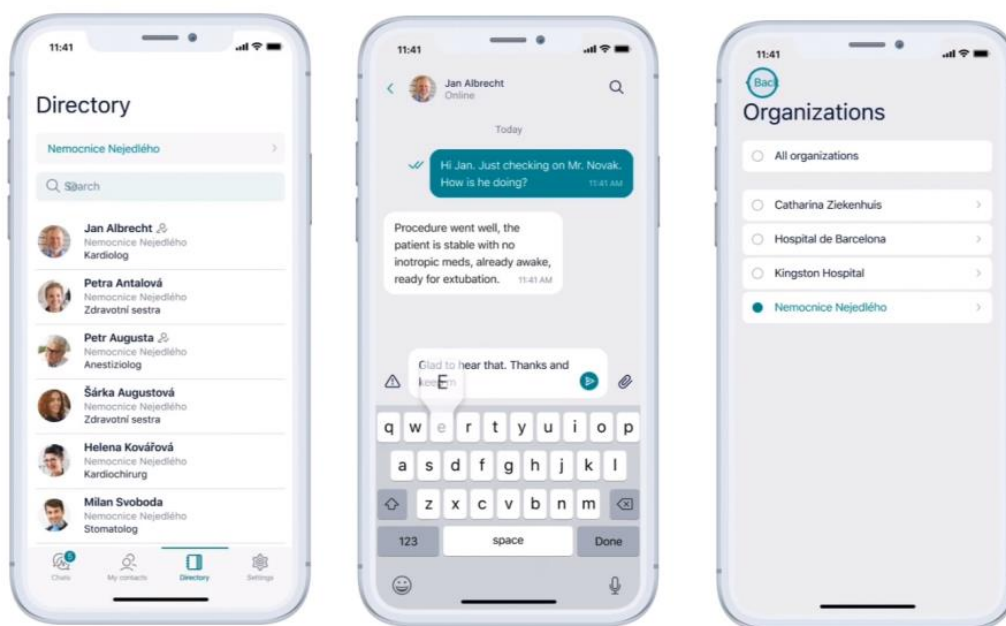 11:41
Directory
Nemocnice Nejedlého
Search
Jan Albrecht
Nemocnice Nejedlého
Kardiolog
Petra Antalová
Nemocnice Nejedlého
Zdravotní sestra
Petr Augusta
Nemocnice Nejedlého
Anestiziolog
Šárka Augustová
Nemocnice Nejedlého
Zdravotní sestra
Helena Kovářová
Nemocnice Nejedlého
Kardiochirurg
Milan Svoboda
Nemocnice Nejedlého
Stomatolog
5
Chats My contacts Directory Settings
11:41
Jan Albrecht
Online
Today
Hi Jan. Just checking on Mr. Novak.
How is he doing? 11:41 AM
Procedure went well, the
patient is stable with no
inotropic meds, already awake,
ready for extubation. 11:41 AM
Glad to hear that. Thanks and
E
q w e r t y u i o p
a s d f g h j k l
z x c v b n m
123 space Done
11:41
Back
Organizations
All organizations
Catharina Ziekenhuis
Hospital de Barcelona
Kingston Hospital
Nemocnice Nejedlého